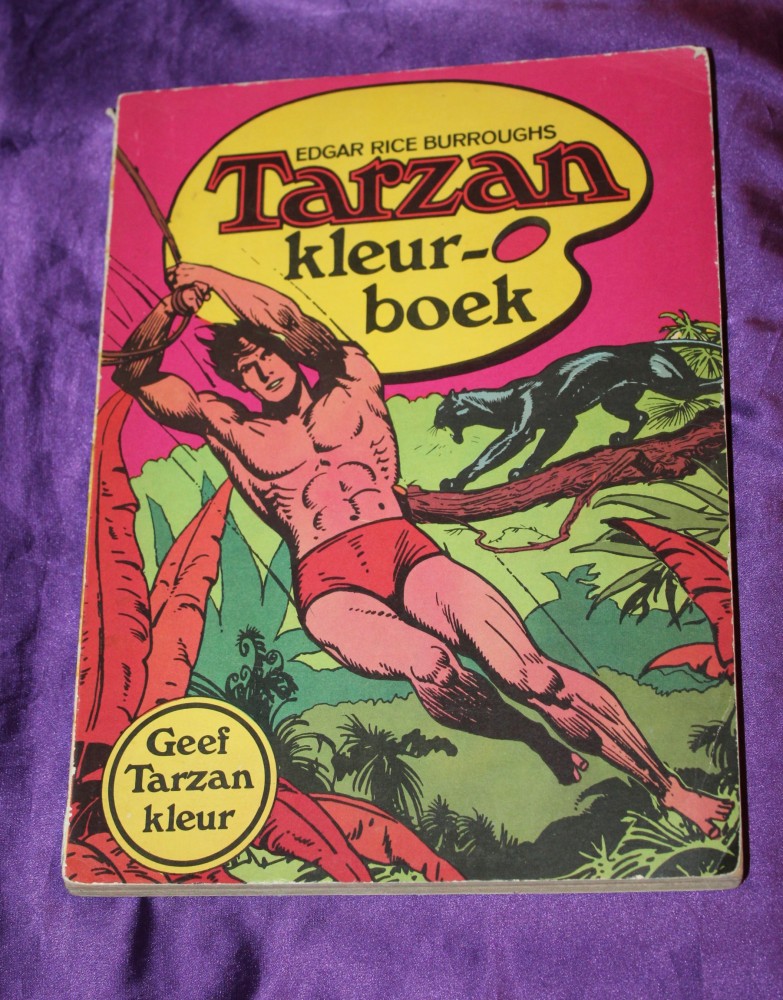 EDGAR RICE BURROUGHS
Tarzan
kleur-
boek
Geef
Tarzan
kleur